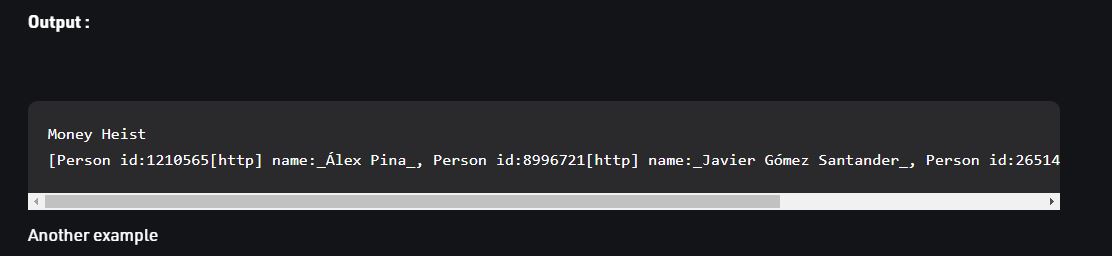 Output :
Money Heist
[Person id:1210565[http] name:_Álex Pina_, Person id:8996721[http] name:_Javier Gómez Santander_, Person id:26514
Another example